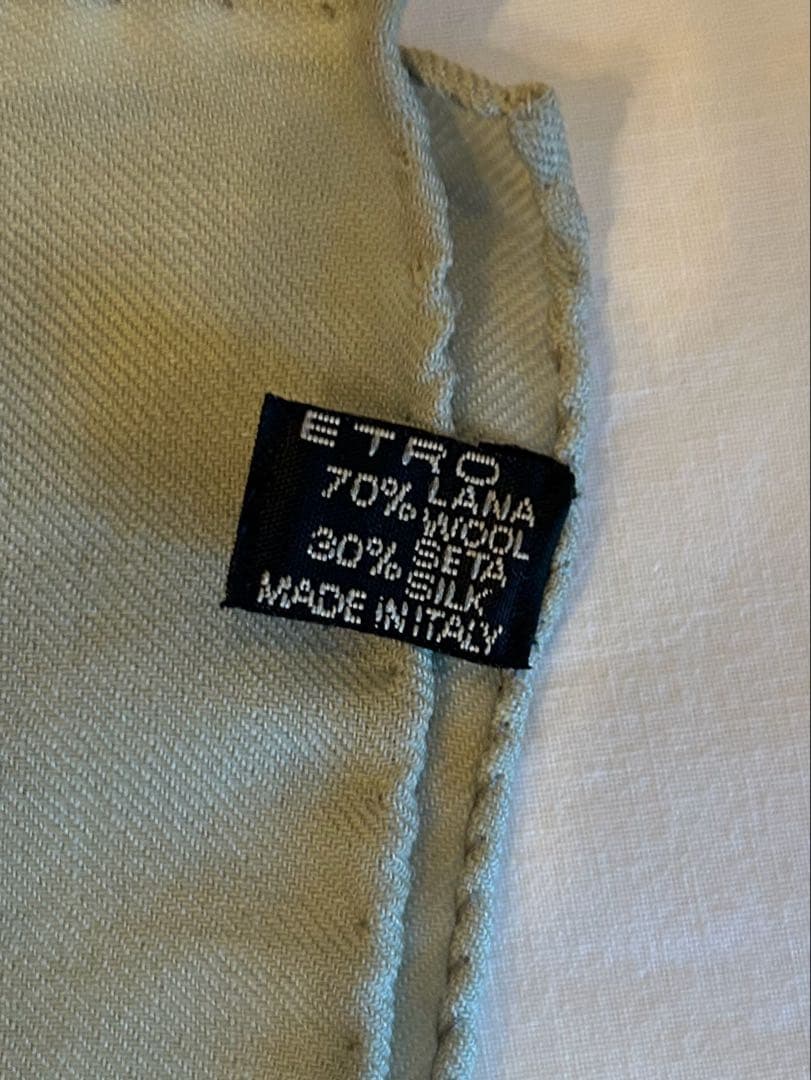 ETRO
70% LANA
WOOL
30% SETA
SILK
MADE IN ITALY